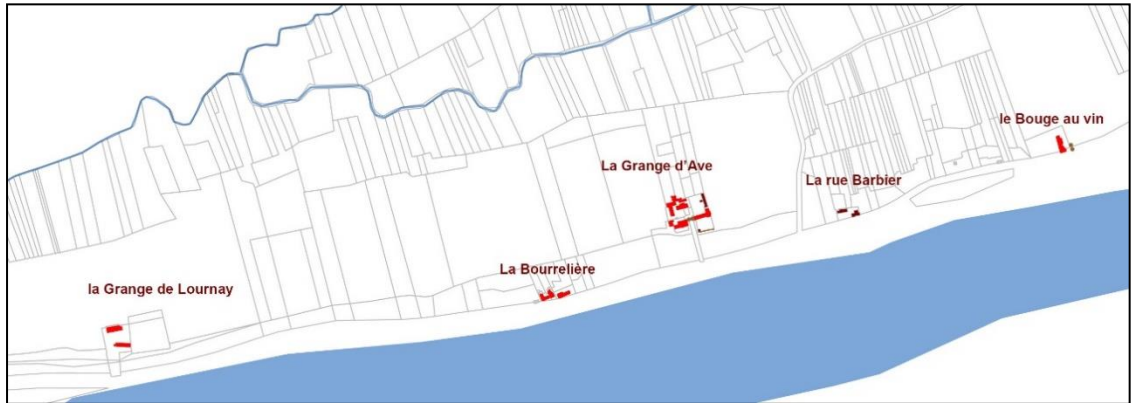 le Bouge au vin
La Grange d'Ave
La rue Barbier
La Bourrelière
la Grange de Lournay